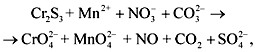 Cr₂S₃ + Mn²⁺ + NO₃⁻ + CO₃²⁻ →
→ CrO₄²⁻ + MnO₄²⁻ + NO + CO₂ + SO₄²⁻,